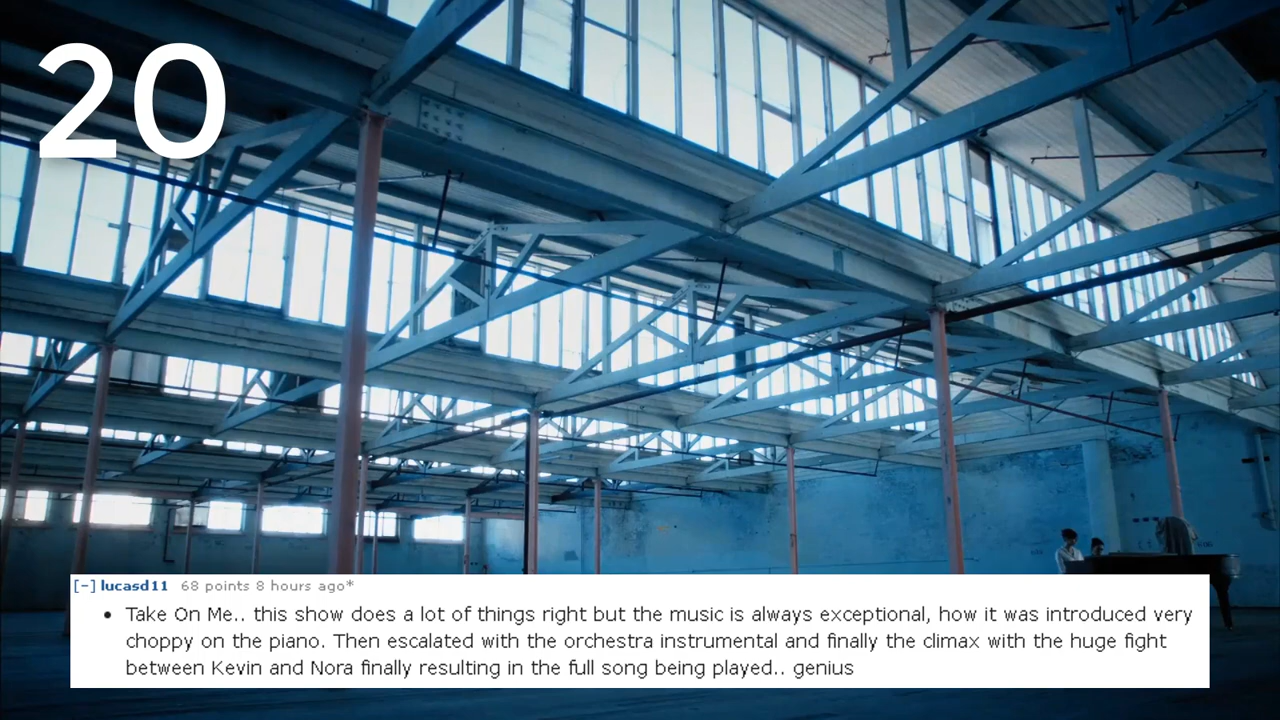 20
[-] lucasd11 68 points 8 hours ago*
• Take On Me.. this show does a lot of things right but the music is always exceptional, how it was introduced very
choppy on the piano. Then escalated with the orchestra instrumental and finally the climax with the huge fight
between Kevin and Nora finally resulting in the full song being played.. genius